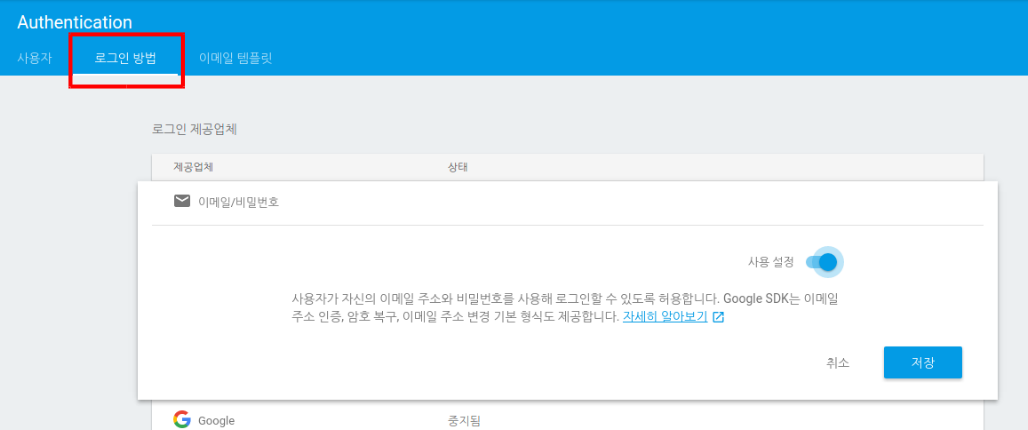 Authentication
사용자 로그인 방법 이메일 템플릿
로그인 제공업체
제공업체 상태
이메일/비밀번호
사용 설정
사용자가 자신의 이메일 주소와 비밀번호를 사용해 로그인할 수 있도록 허용합니다. Google SDK는 이메일
주소 인증, 암호 복구, 이메일 주소 변경 기본 형식도 제공합니다. 자세히 알아보기
취소 저장
Google 중지됨